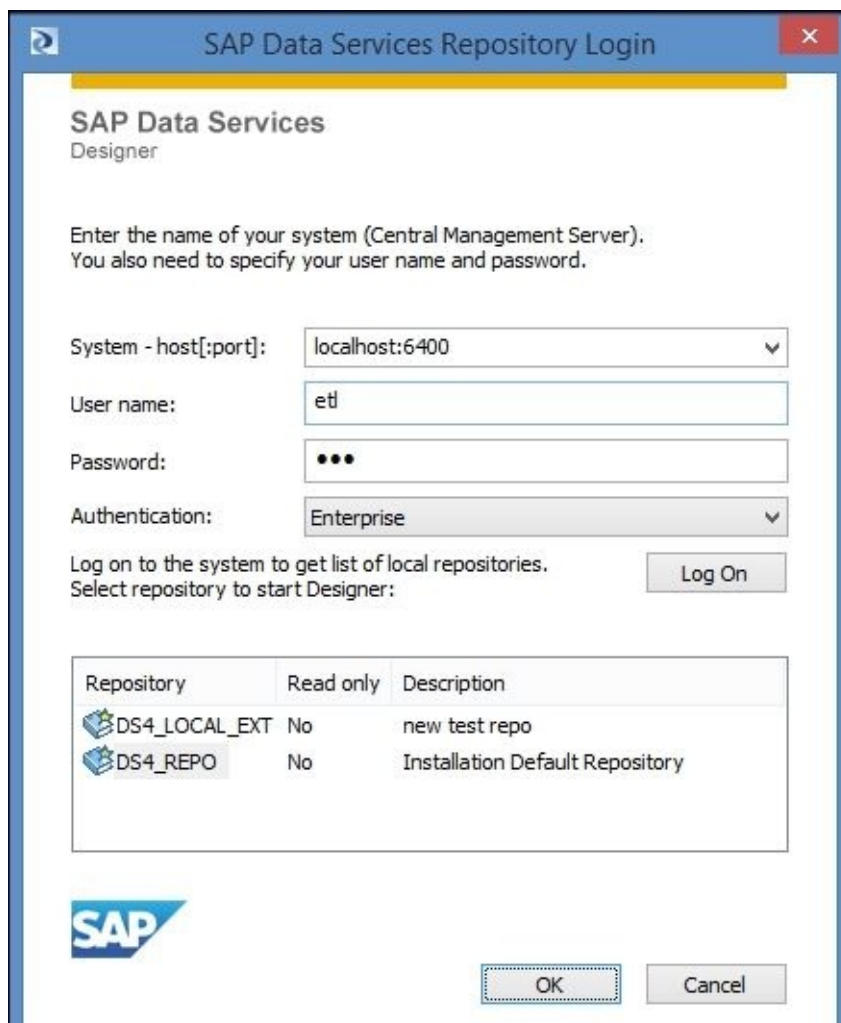 SAP Data Services Repository Login
SAP Data Services
Designer
Enter the name of your system (Central Management Server).
You also need to specify your user name and password.
System - host[:port]: localhost:6400
User name: etl
Password: •••
Authentication: Enterprise
Log on to the system to get list of local repositories.
Select repository to start Designer:
Log On
Repository Read only Description
DS4_LOCAL_EXT No new test repo
DS4_REPO No Installation Default Repository
SAP
OK Cancel